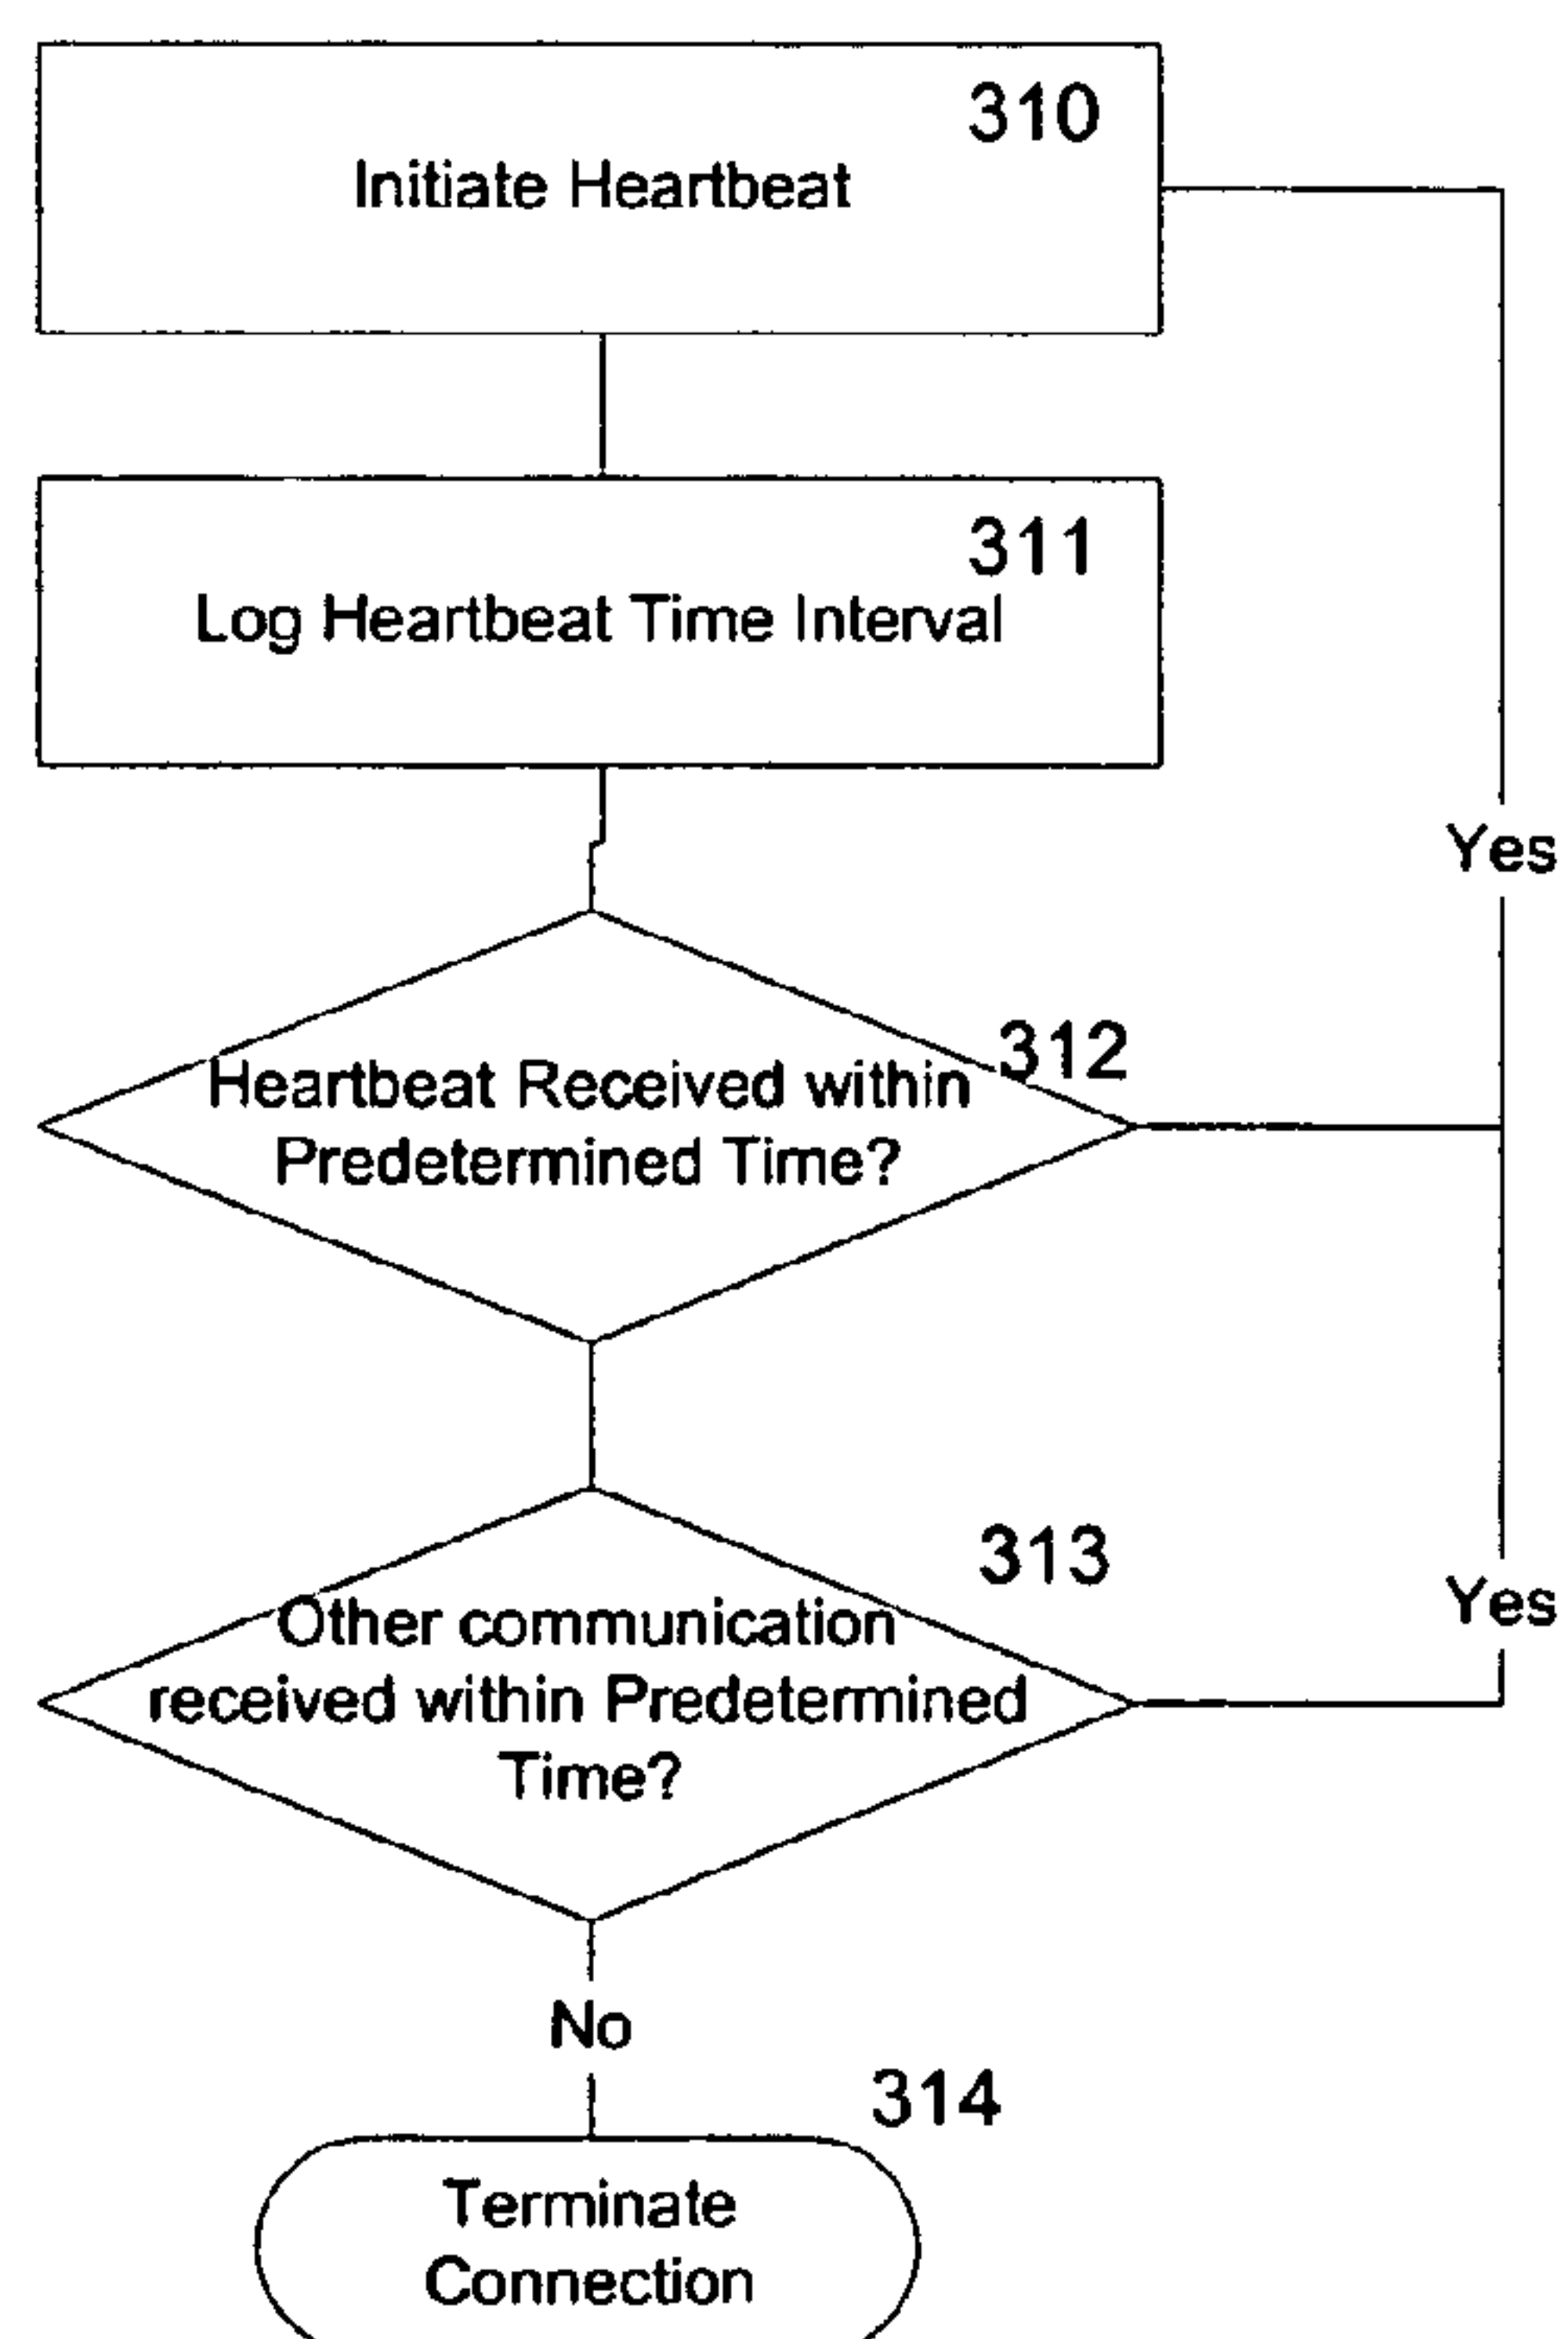 310
Initiate Heartbeat
311
Log Heartbeat Time Interval
Yes
312
Heartbeat Received within
Predetermined Time?
313
Other communication
received within Predetermined
Time?
Yes
No
314
Terminate
Connection